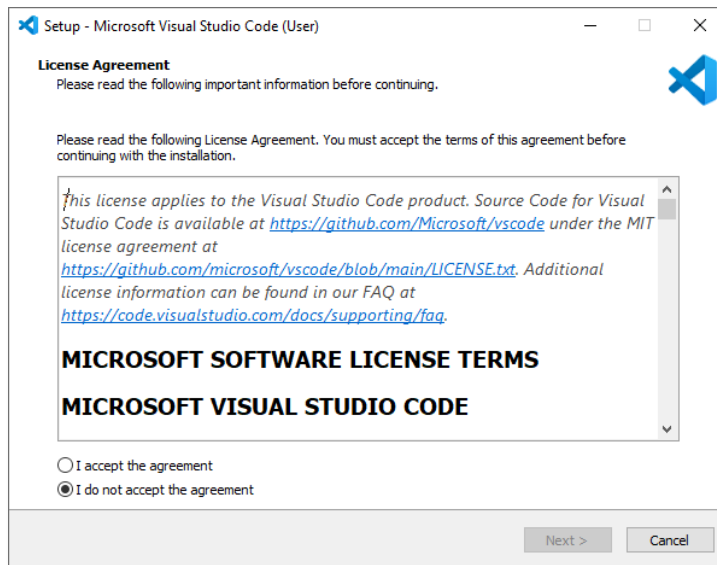 Setup - Microsoft Visual Studio Code (User)
License Agreement
Please read the following important information before continuing.
Please read the following License Agreement. You must accept the terms of this agreement before
continuing with the installation.
This license applies to the Visual Studio Code product. Source Code for Visual
Studio Code is available at https://github.com/Microsoft/vscode under the MIT
license agreement at
https://github.com/microsoft/vscode/blob/main/LICENSE.txt. Additional
license information can be found in our FAQ at
https://code.visualstudio.com/docs/supporting/faq.
MICROSOFT SOFTWARE LICENSE TERMS
MICROSOFT VISUAL STUDIO CODE
I accept the agreement
I do not accept the agreement
Next >
Cancel